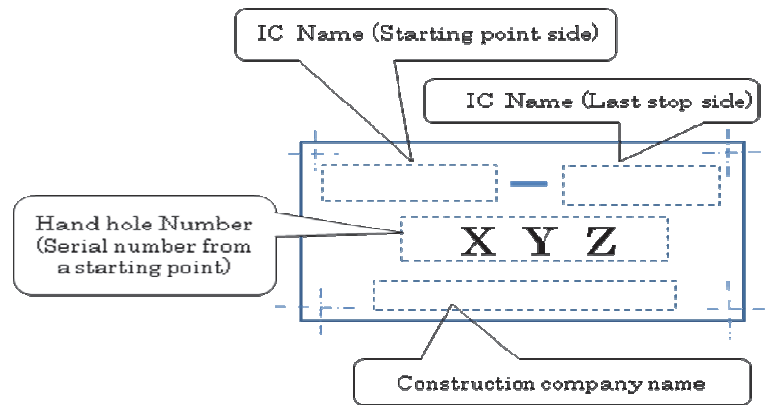 IC Name (Starting point side)
IC Name (Last stop side)
Hand hole Number
(Serial number from
a starting point)
X Y Z
Construction company name